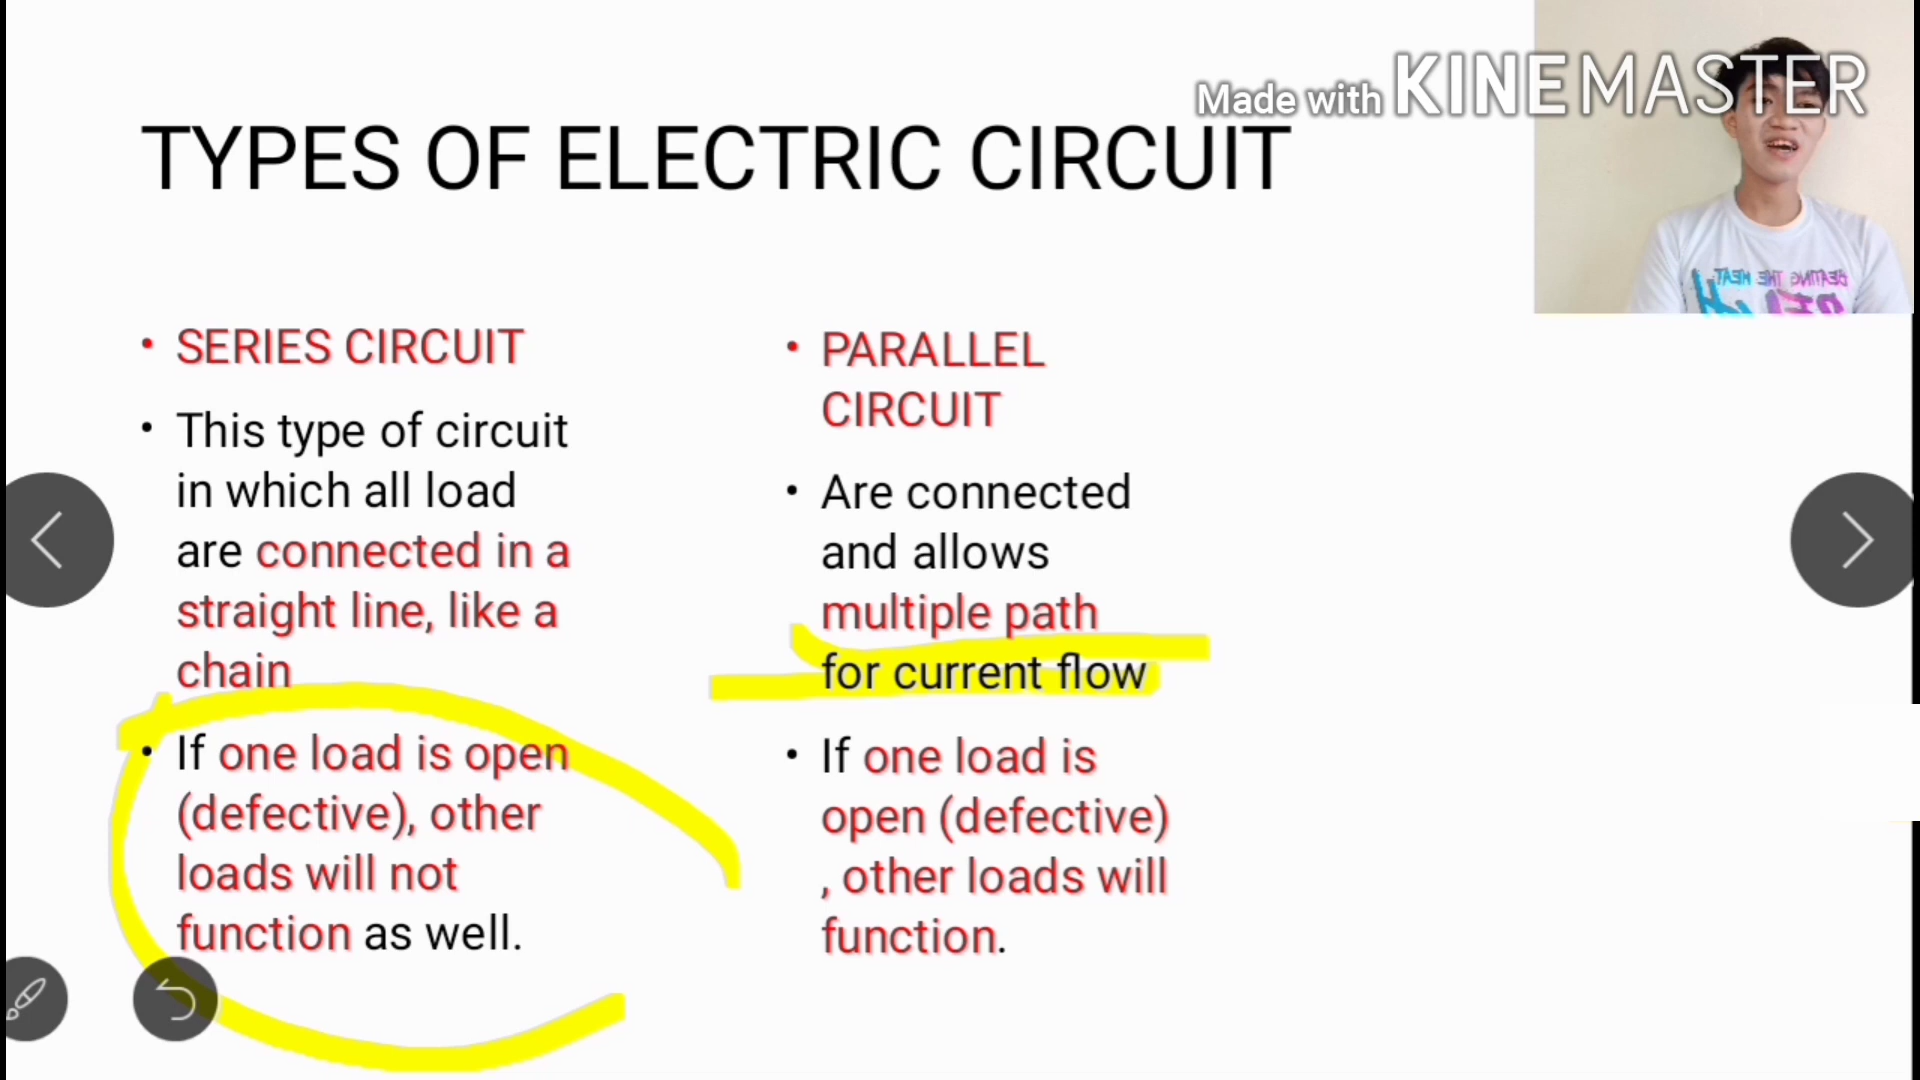 Made with KINEMASTER
TYPES OF ELECTRIC CIRCUIT
• SERIES CIRCUIT
• This type of circuit
in which all load
are connected in a
straight line, like a
chain
• If one load is open
(defective), other
loads will not
function as well.
• PARALLEL
CIRCUIT
• Are connected
and allows
multiple path
for current flow
• If one load is
open (defective)
, other loads will
function.
BEATING THE HEAT